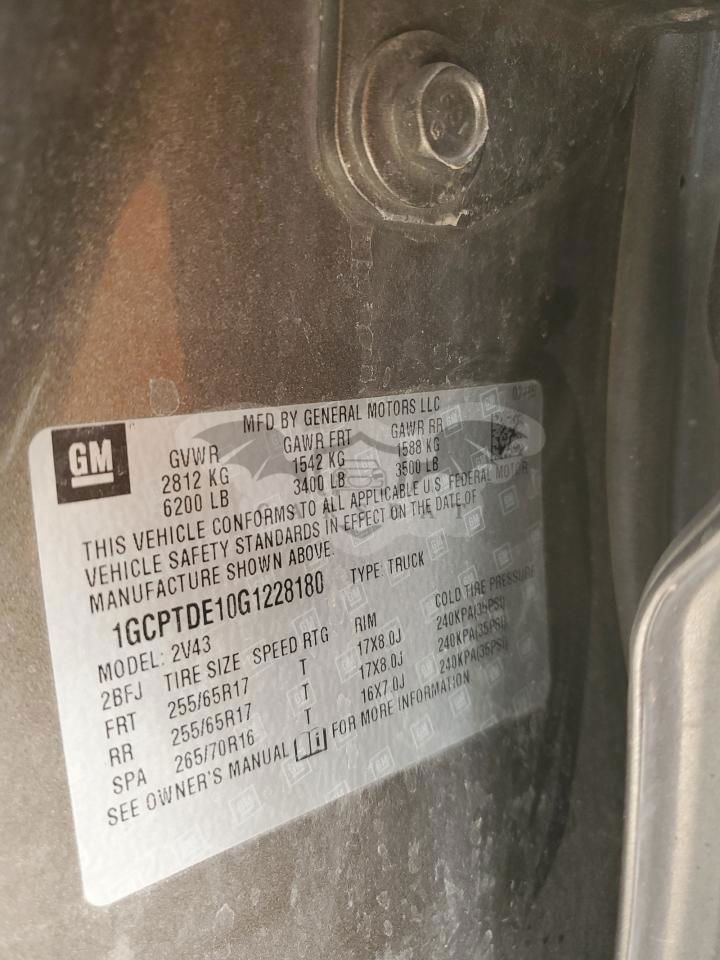 GM
MFD BY GENERAL MOTORS LLC
GVWR GAWR FRT GAWR RR
2812 KG 1542 KG 1588 KG
6200 LB 3400 LB 3500 LB
THIS VEHICLE CONFORMS TO ALL APPLICABLE U.S. FEDERAL MOTOR
VEHICLE SAFETY STANDARDS IN EFFECT ON THE DATE OF
MANUFACTURE SHOWN ABOVE.
1GCPTDE10G1228180 TYPE: TRUCK
MODEL: 2V43
2BFJ TIRE SIZE SPEED RTG RIM COLD TIRE PRESSURE
FRT 255/65R17 T 17X8.0J 240KPA(35PSI)
RR 255/65R17 T 17X8.0J 240KPA(35PSI)
SPA 265/70R16 T 16X7.0J 240KPA(35PSI)
SEE OWNER'S MANUAL FOR MORE INFORMATION